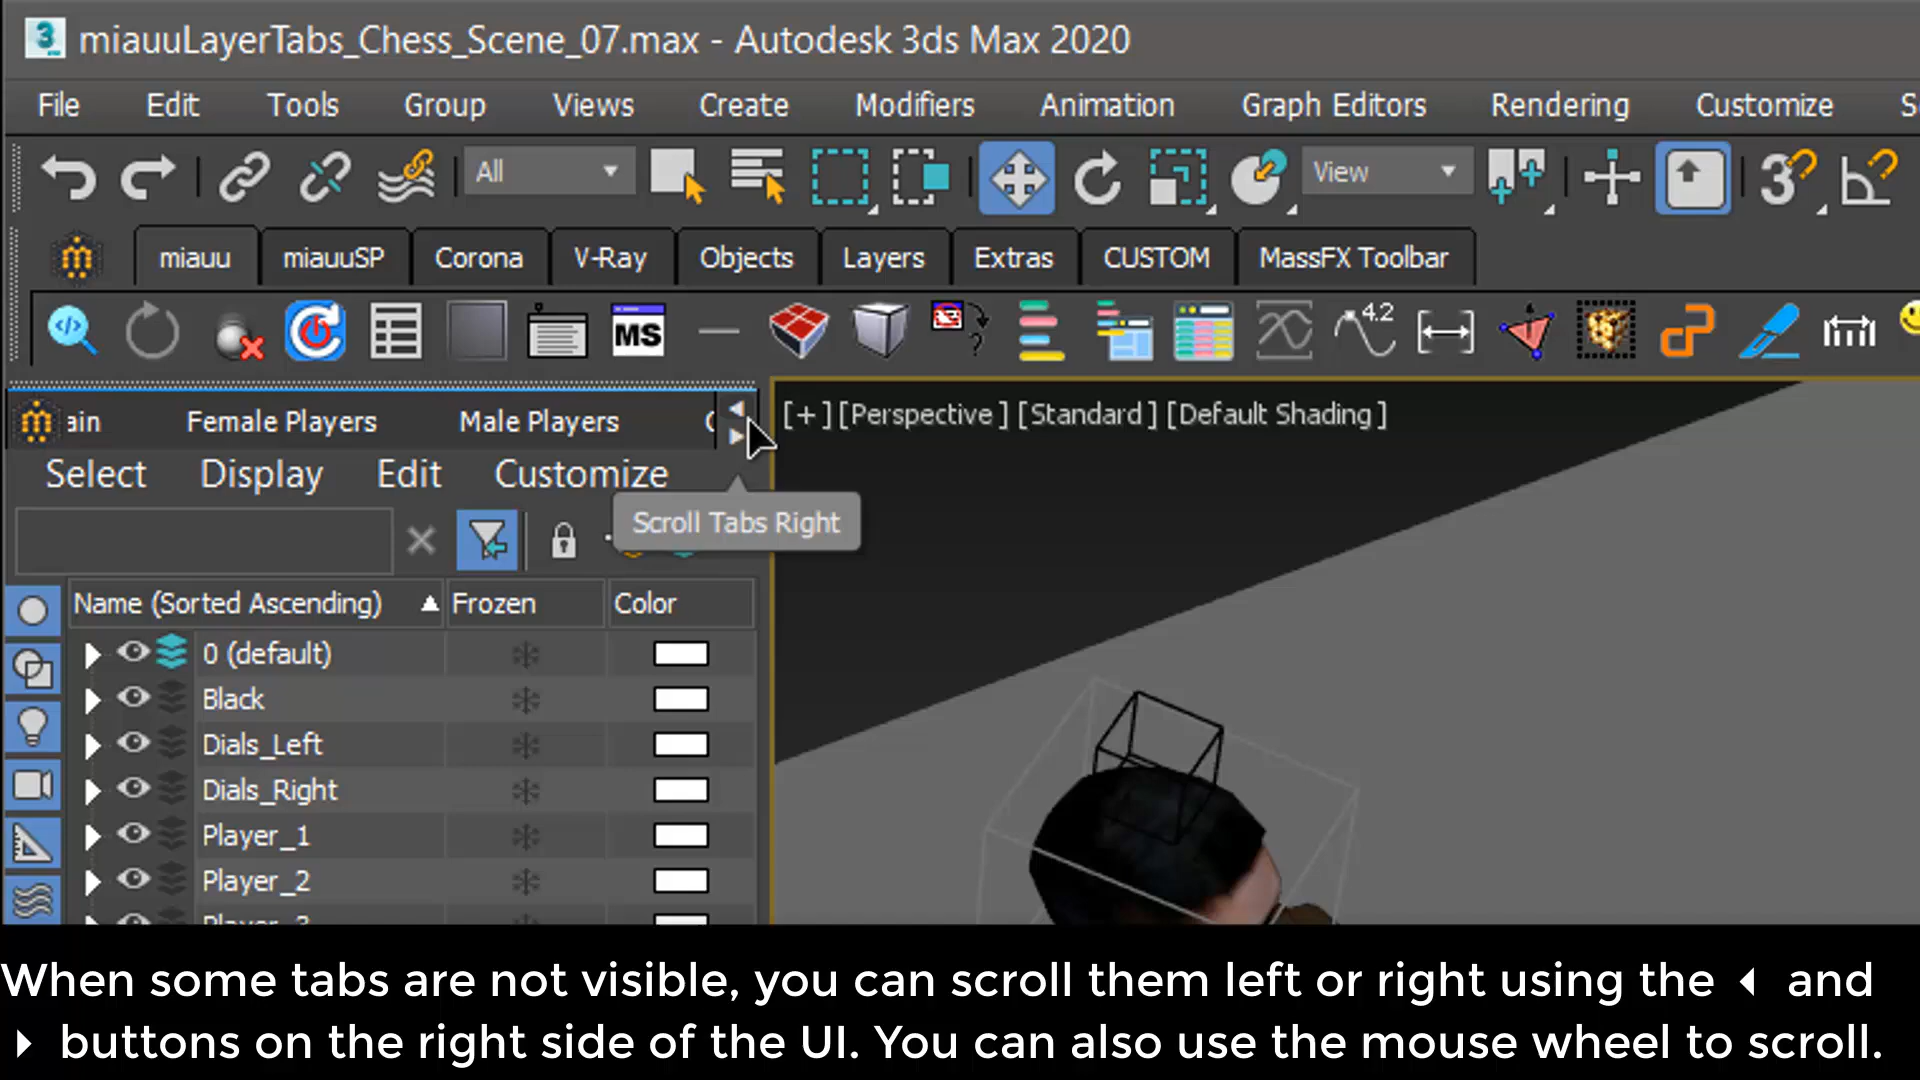 miauuLayerTabs_Chess_Scene_07.max - Autodesk 3ds Max 2020
File Edit Tools Group Views Create Modifiers Animation Graph Editors Rendering Customize
All View 3
miauu miauuSP Corona V-Ray Objects Layers Extras CUSTOM MassFX Toolbar
MS 4.2
ain Female Players Male Players
[+][Perspective][Standard][Default Shading]
Select Display Edit Customize
Scroll Tabs Right
Name (Sorted Ascending) Frozen Color
0 (default)
Black
Dials_Left
Dials_Right
Player_1
Player_2
When some tabs are not visible, you can scroll them left or right using the ◂ and
▸ buttons on the right side of the UI. You can also use the mouse wheel to scroll.